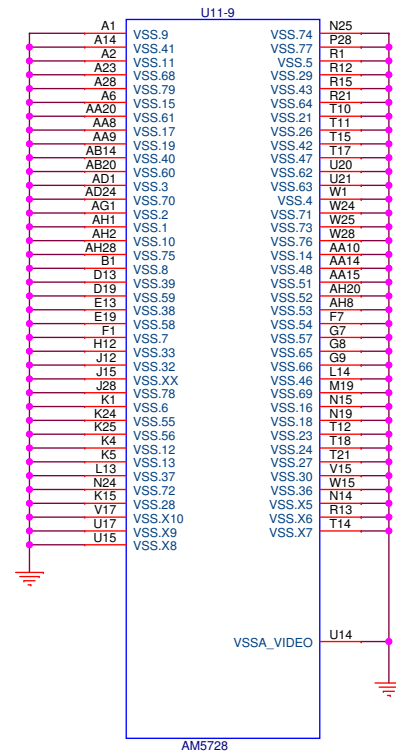 U11-9
A1 VSS.9 VSS.74 N25
A14 VSS.41 VSS.77 P28
A2 VSS.11 VSS.5 R1
A23 VSS.68 VSS.29 R12
A28 VSS.79 VSS.43 R15
A6 VSS.15 VSS.64 R21
AA20 VSS.61 VSS.21 T10
AA8 VSS.17 VSS.26 T11
AA9 VSS.19 VSS.42 T15
AB14 VSS.40 VSS.47 T17
AB20 VSS.60 VSS.62 U20
AD1 VSS.3 VSS.63 U21
AD24 VSS.70 VSS.4 W1
AG1 VSS.2 VSS.71 W24
AH1 VSS.1 VSS.73 W25
AH2 VSS.10 VSS.76 W28
AH28 VSS.75 VSS.14 AA10
B1 VSS.8 VSS.48 AA14
D13 VSS.39 VSS.51 AA15
D19 VSS.59 VSS.52 AH20
E13 VSS.38 VSS.53 AH8
E19 VSS.58 VSS.54 F7
F1 VSS.7 VSS.57 G7
H12 VSS.33 VSS.65 G8
J12 VSS.32 VSS.66 G9
J15 VSS.XX VSS.46 L14
J28 VSS.78 VSS.69 M19
K1 VSS.6 VSS.16 N15
K24 VSS.55 VSS.18 N19
K25 VSS.56 VSS.23 T12
K4 VSS.12 VSS.24 T18
K5 VSS.13 VSS.27 T21
L13 VSS.37 VSS.30 V15
N24 VSS.72 VSS.36 W15
K15 VSS.28 VSS.X5 N14
V17 VSS.X10 VSS.X6 R13
U17 VSS.X9 VSS.X7 T14
U15 VSS.X8
VSSA_VIDEO U14
AM5728